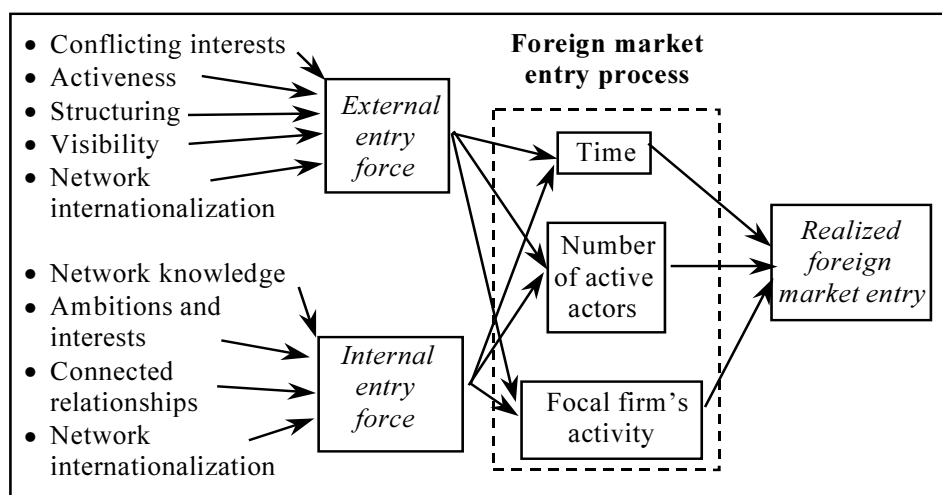 • Conflicting interests
• Activeness
• Structuring
• Visibility
• Network
internationalization
External
entry
force
Foreign market
entry process
Time
Number
of active
actors
Focal firm's
activity
Realized
foreign
market entry
• Network knowledge
• Ambitions and
interests
• Connected
relationships
• Network
internationalization
Internal
entry
force